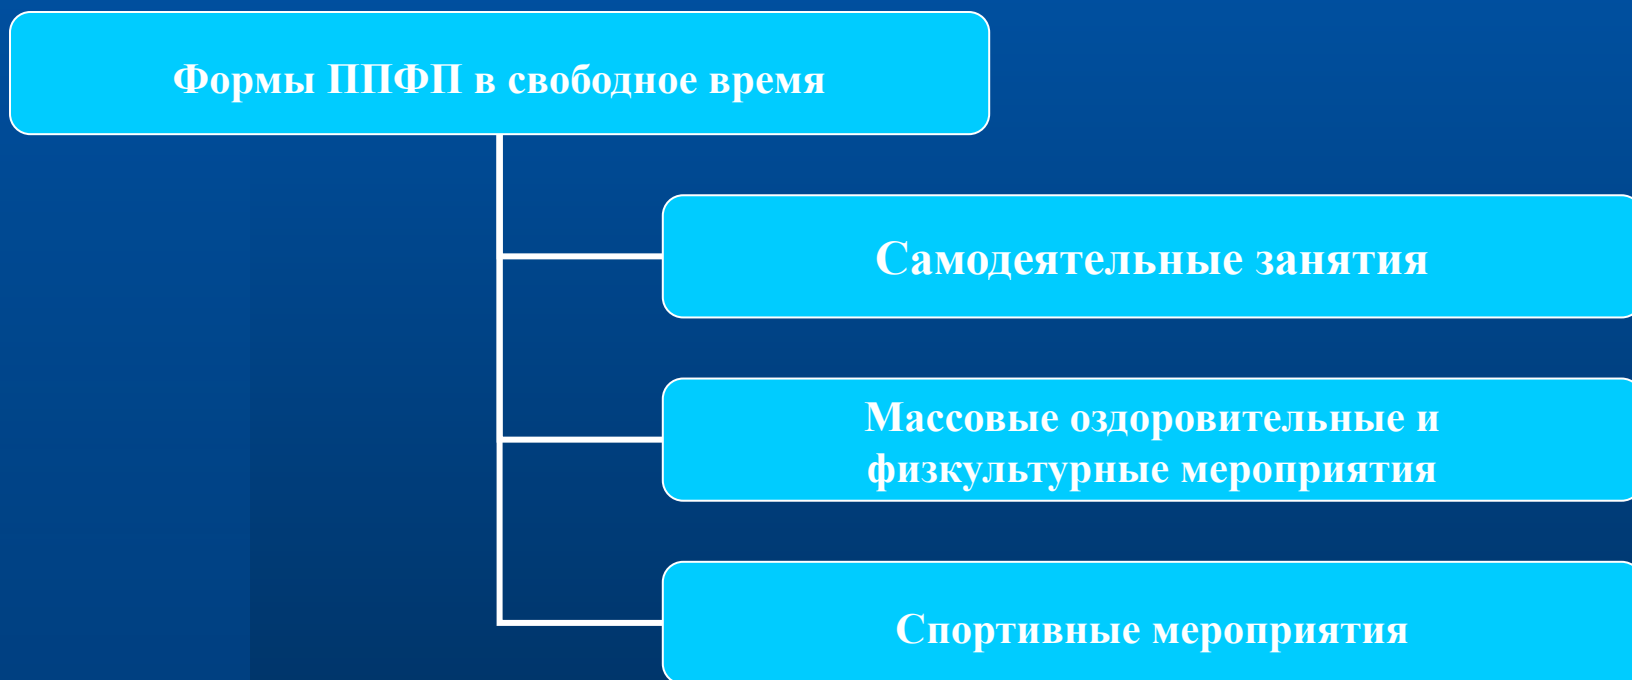 Формы ППФП в свободное время
Самодеятельные занятия
Массовые оздоровительные и
физкультурные мероприятия
Спортивные мероприятия